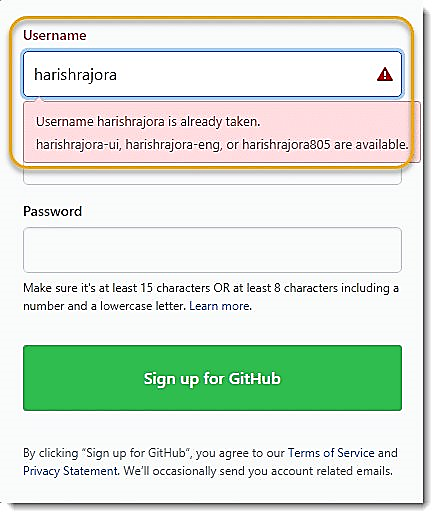 Username
harishrajora
Username harishrajora is already taken.
harishrajora-ui, harishrajora-eng, or harishrajora805 are available.
Password
Make sure it's at least 15 characters OR at least 8 characters including a
number and a lowercase letter. Learn more.
Sign up for GitHub
By clicking “Sign up for GitHub”, you agree to our Terms of Service and
Privacy Statement. We’ll occasionally send you account related emails.